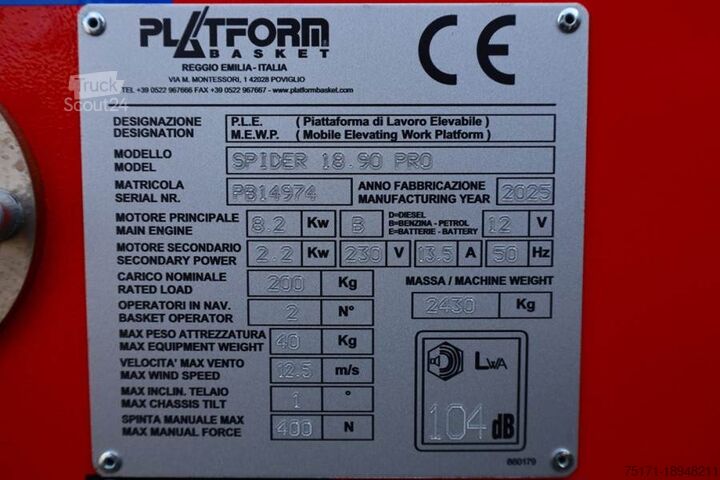 PLATFORM
BASKET
REGGIO EMILIA - ITALIA
VIA M. MONTESSORI, 1 42028 POVIGLIO
TEL +39 0522 967666 FAX +39 0522 967667 - www.platformbasket.com
CE
Truck
Scout24
DESIGNAZIONE P.L.E. ( Piattaforma di Lavoro Elevabile )
DESIGNATION M.E.W.P. ( Mobile Elevating Work Platform )
MODELLO
MODEL
SPIDER 18.90 PRO
MATRICOLA
SERIAL NR.
PB14974
ANNO FABBRICAZIONE
MANUFACTURING YEAR
2025
MOTORE PRINCIPALE
MAIN ENGINE
8.2 Kw B
D=DIESEL
B=BENZINA - PETROL
E=BATTERIE - BATTERY
12 V
MOTORE SECONDARIO
SECONDARY POWER
2.2 Kw 230 V 13.5 A 50 Hz
CARICO NOMINALE
RATED LOAD
200 Kg
MASSA / MACHINE WEIGHT
2430 Kg
OPERATORI IN NAV.
BASKET OPERATOR
2 N°
MAX PESO ATTREZZATURA
MAX EQUIPMENT WEIGHT
40 Kg
VELOCITA' MAX VENTO
MAX WIND SPEED
12.5 m/s
MAX INCLIN. TELAIO
MAX CHASSIS TILT
1 °
SPINTA MANUALE MAX
MAX MANUAL FORCE
400 N
LWA
104 dB
860179
75171-18948211